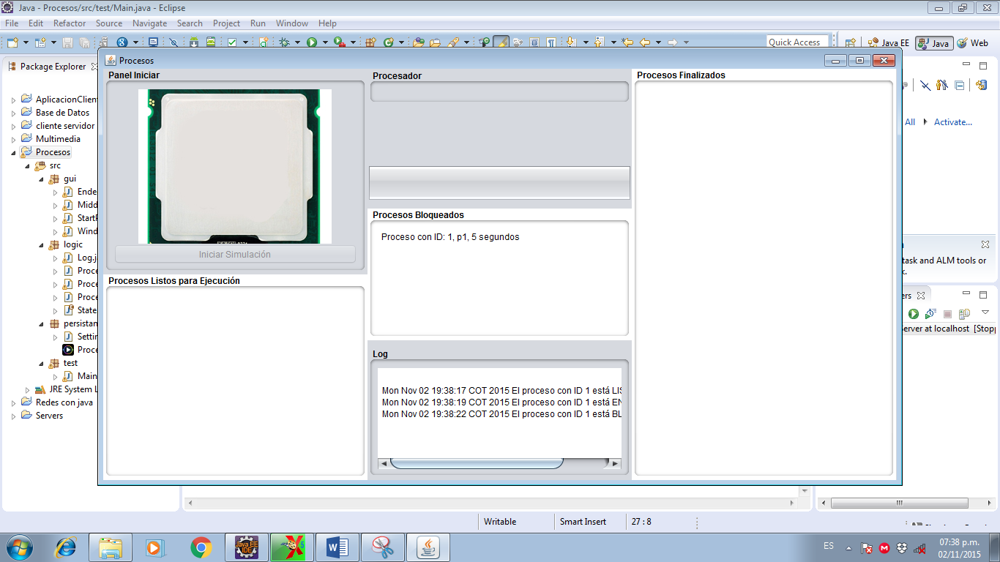 Java - Procesos/src/test/Main.java - Eclipse
File Edit Refactor Source Navigate Search Project Run Window Help
Quick Access
Java EE
Java
Web
Package Explorer
AplicacionClien
Base de Datos
cliente servidor
Multimedia
Procesos
src
gui
Ende
Midd
StartP
Wind
logic
Log.j
Proce
Proce
Proce
State
persistan
Settin
Proce
test
Main
JRE System L
Redes con java
Servers
Procesos
Panel Iniciar
Iniciar Simulación
Procesos Listos para Ejecución
Procesador
Procesos Bloqueados
Proceso con ID: 1, p1, 5 segundos
Log
Mon Nov 02 19:38:17 COT 2015 El proceso con ID 1 está LIS
Mon Nov 02 19:38:19 COT 2015 El proceso con ID 1 está EN
Mon Nov 02 19:38:22 COT 2015 El proceso con ID 1 está BL
Procesos Finalizados
All
Activate...
task and ALM tools or
k.
ers
Server at localhost [Stopp
Writable
Smart Insert
27 : 8
Java EE
IDE
ES
07:38 p.m.
02/11/2015